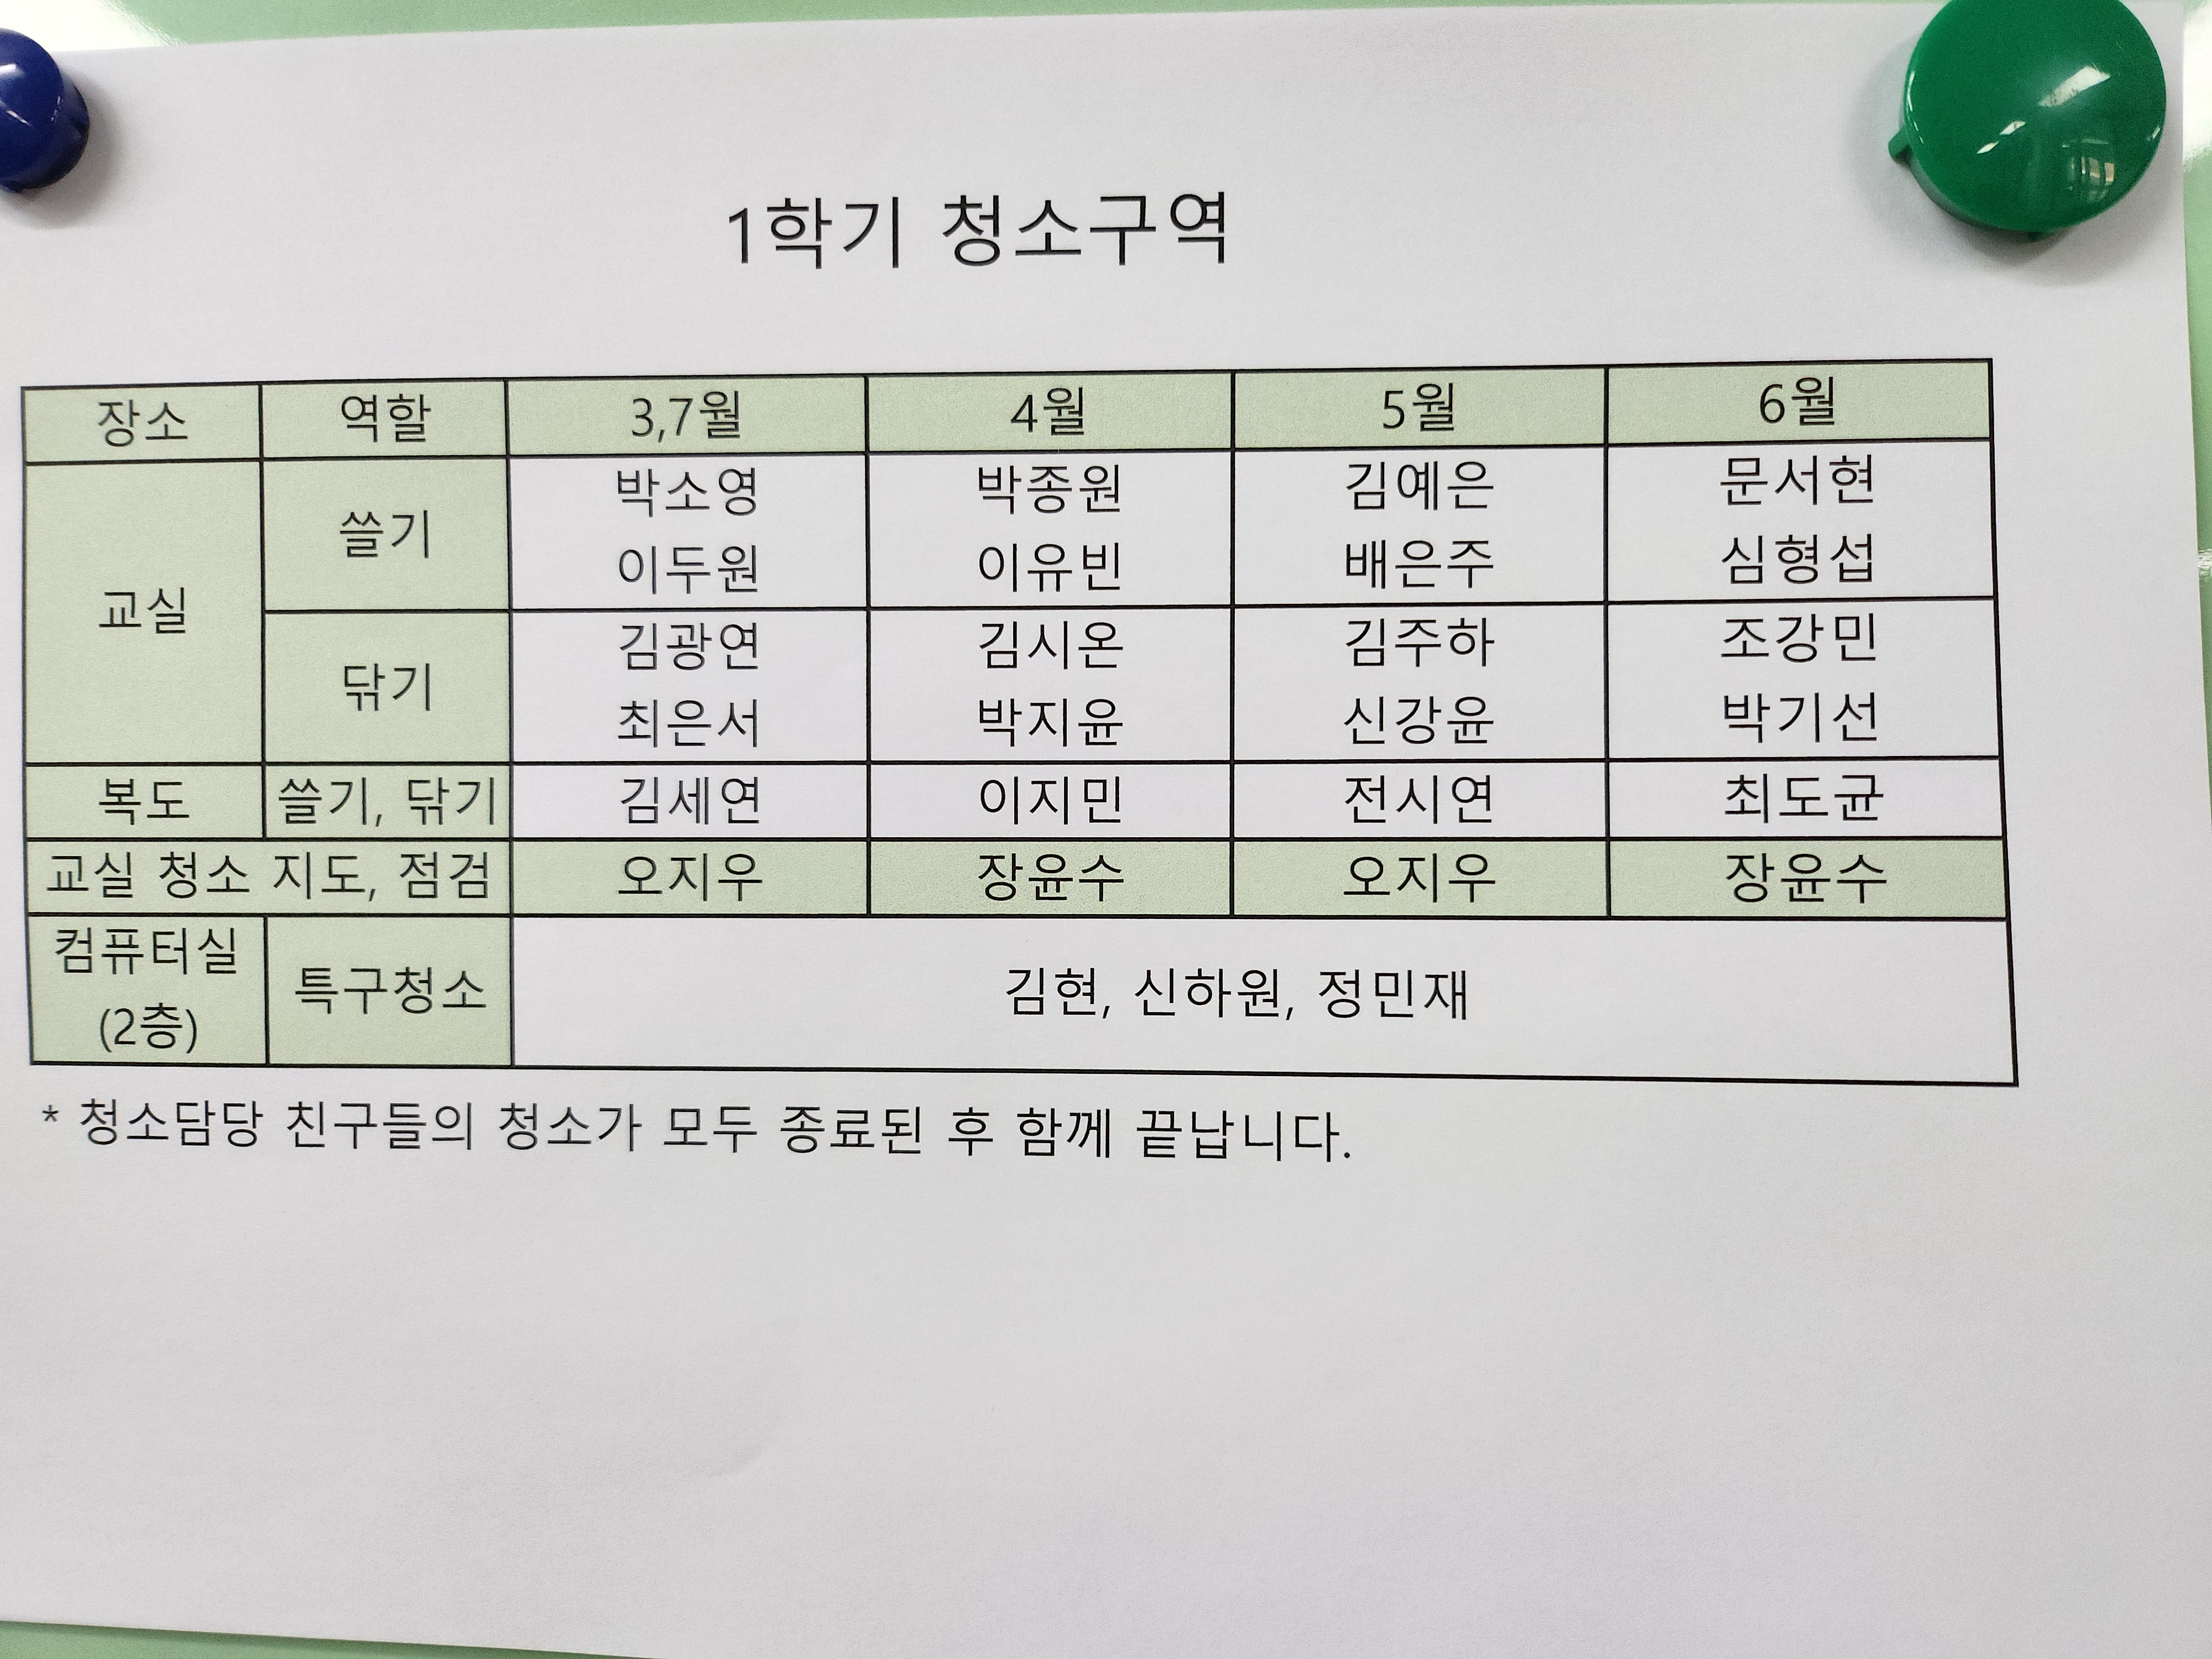 1학기 청소구역
장소 역할 3,7월 4월 5월 6월
교실 쓸기 박소영 박종원 김예은 문서현
이두원 이유빈 배은주 심형섭
닦기 김광연 김시온 김주하 조강민
최은서 박지윤 신강윤 박기선
복도 쓸기, 닦기 김세연 이지민 전시연 최도균
교실 청소 지도, 점검 오지우 장윤수 오지우 장윤수
컴퓨터실
(2층) 특구청소 김현, 신하원, 정민재
* 청소담당 친구들의 청소가 모두 종료된 후 함께 끝납니다.